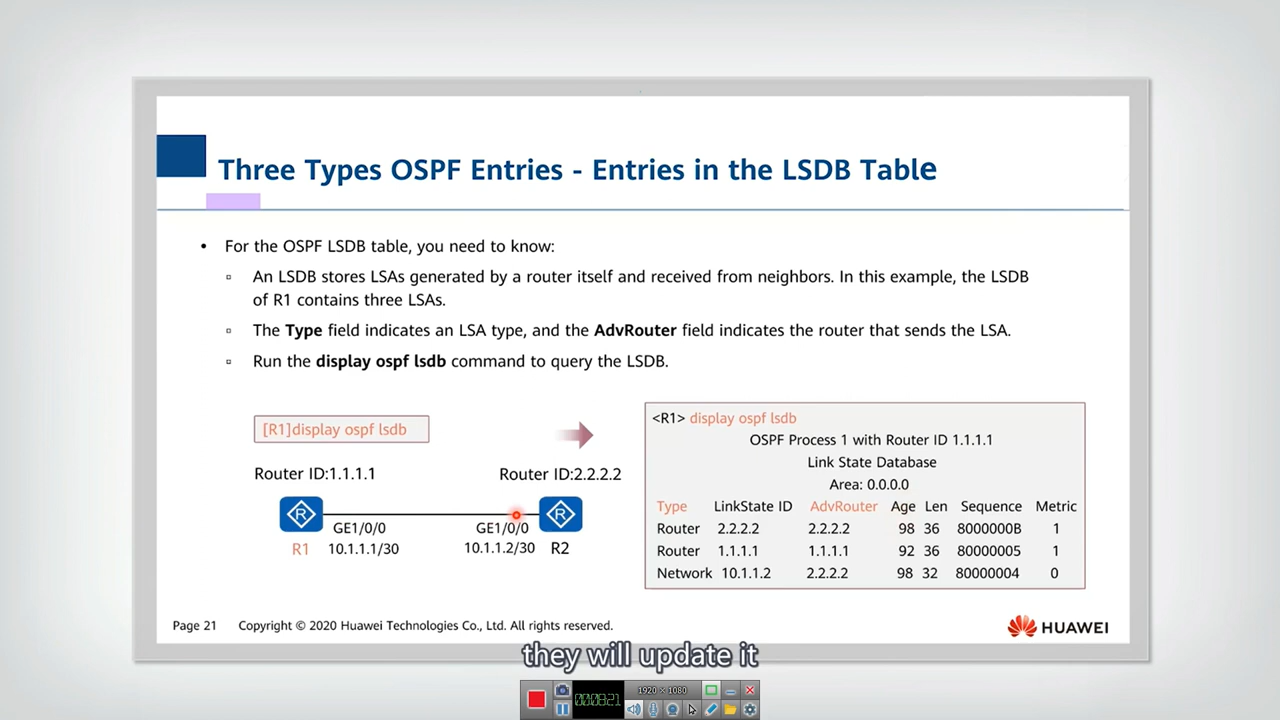 Three Types OSPF Entries - Entries in the LSDB Table
• For the OSPF LSDB table, you need to know:
▫ An LSDB stores LSAs generated by a router itself and received from neighbors. In this example, the LSDB
of R1 contains three LSAs.
▫ The Type field indicates an LSA type, and the AdvRouter field indicates the router that sends the LSA.
▫ Run the display ospf lsdb command to query the LSDB.
[R1]display ospf lsdb
Router ID:1.1.1.1 Router ID:2.2.2.2
R R
GE1/0/0 GE1/0/0
R1 10.1.1.1/30 10.1.1.2/30 R2
<R1> display ospf lsdb
OSPF Process 1 with Router ID 1.1.1.1
Link State Database
Area: 0.0.0.0
Type LinkState ID AdvRouter Age Len Sequence Metric
Router 2.2.2.2 2.2.2.2 98 36 8000000B 1
Router 1.1.1.1 1.1.1.1 92 36 80000005 1
Network 10.1.1.2 2.2.2.2 98 32 80000004 0
Page 21 Copyright © 2020 Huawei Technologies Co., Ltd. All rights reserved.
HUAWEI
they will update it
000821
1920 × 1080